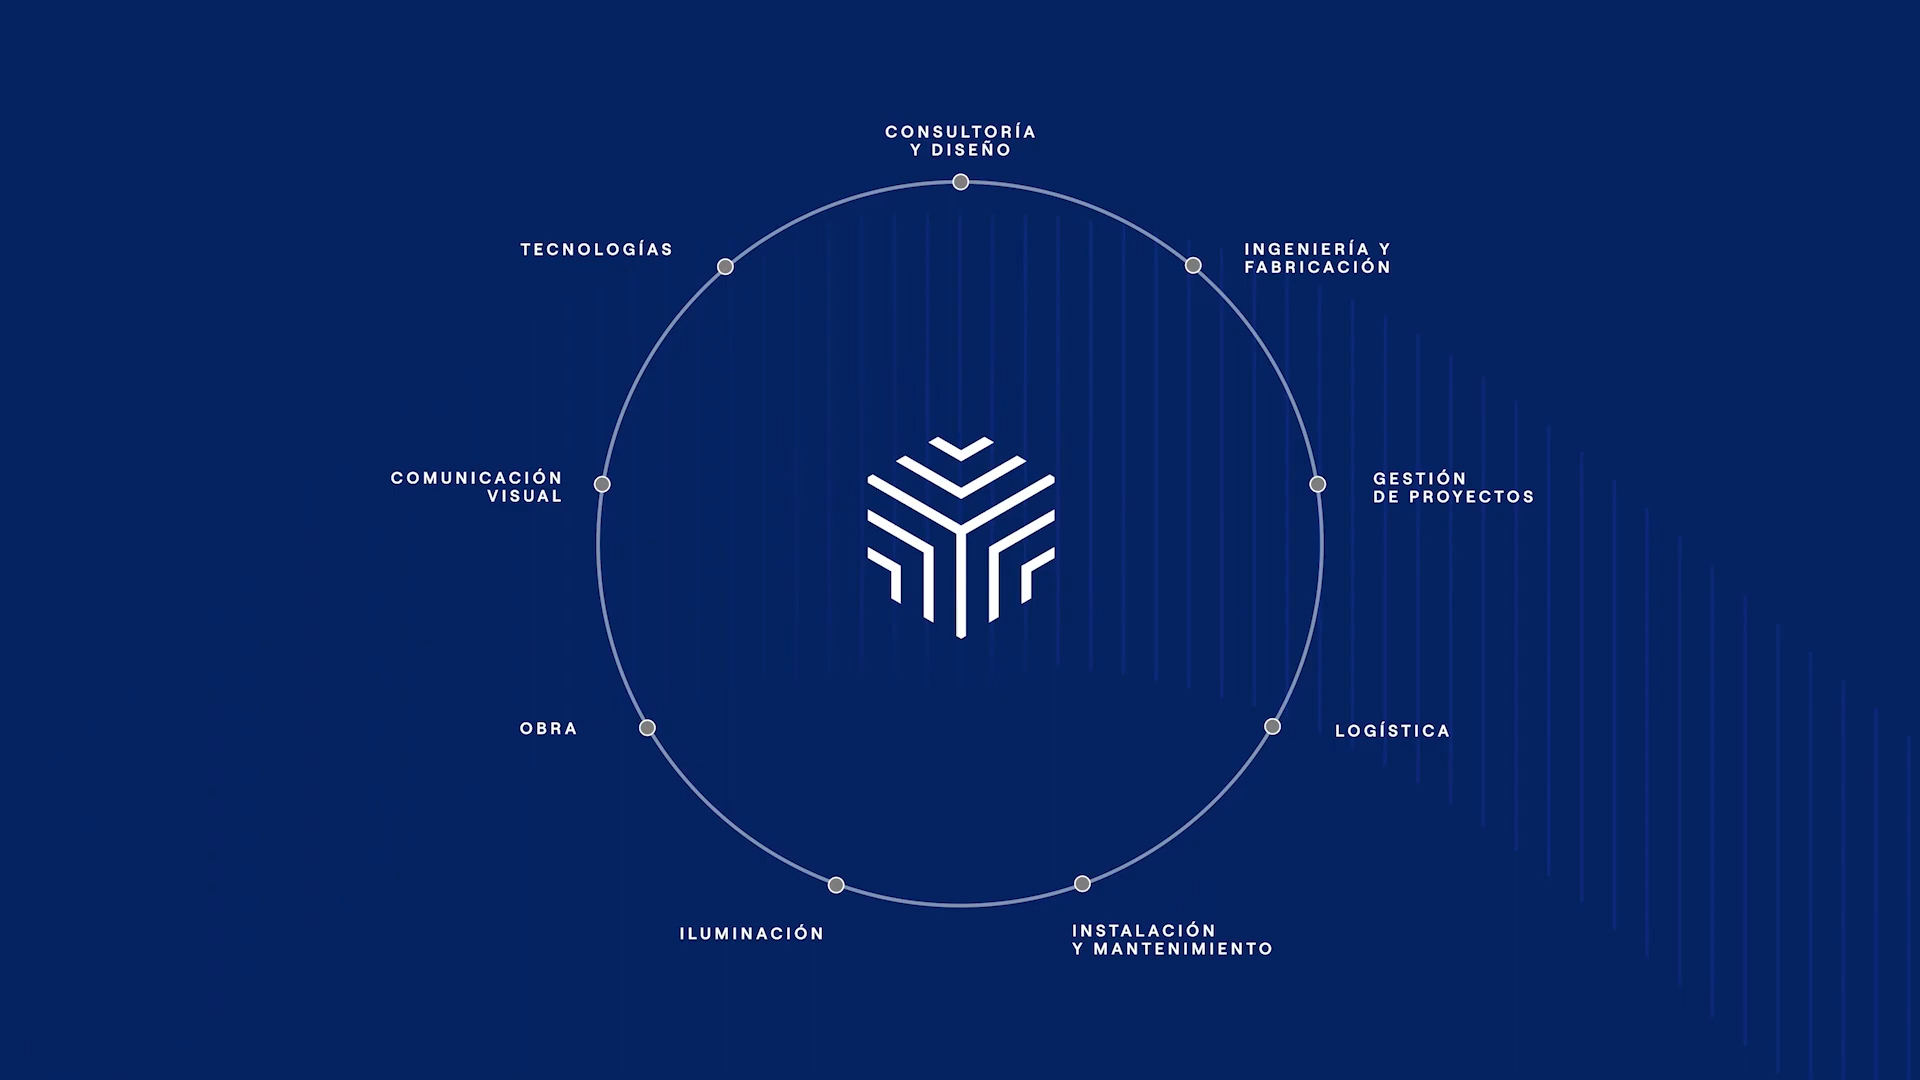 CONSULTORÍA
Y DISEÑO
TECNOLOGÍAS
INGENIERÍA Y
FABRICACIÓN
COMUNICACIÓN
VISUAL
GESTIÓN
DE PROYECTOS
OBRA
LOGÍSTICA
ILUMINACIÓN
INSTALACIÓN
Y MANTENIMIENTO